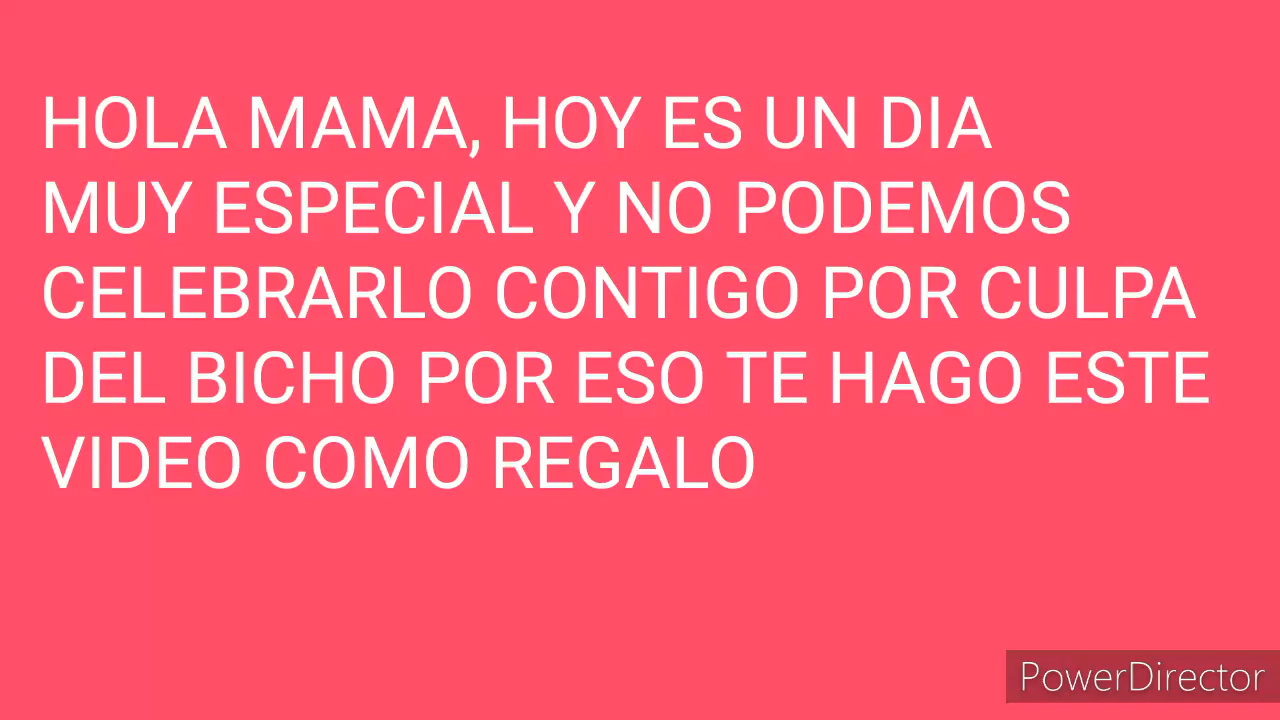 HOLA MAMA, HOY ES UN DIA
MUY ESPECIAL Y NO PODEMOS
CELEBRARLO CONTIGO POR CULPA
DEL BICHO POR ESO TE HAGO ESTE
VIDEO COMO REGALO
PowerDirector